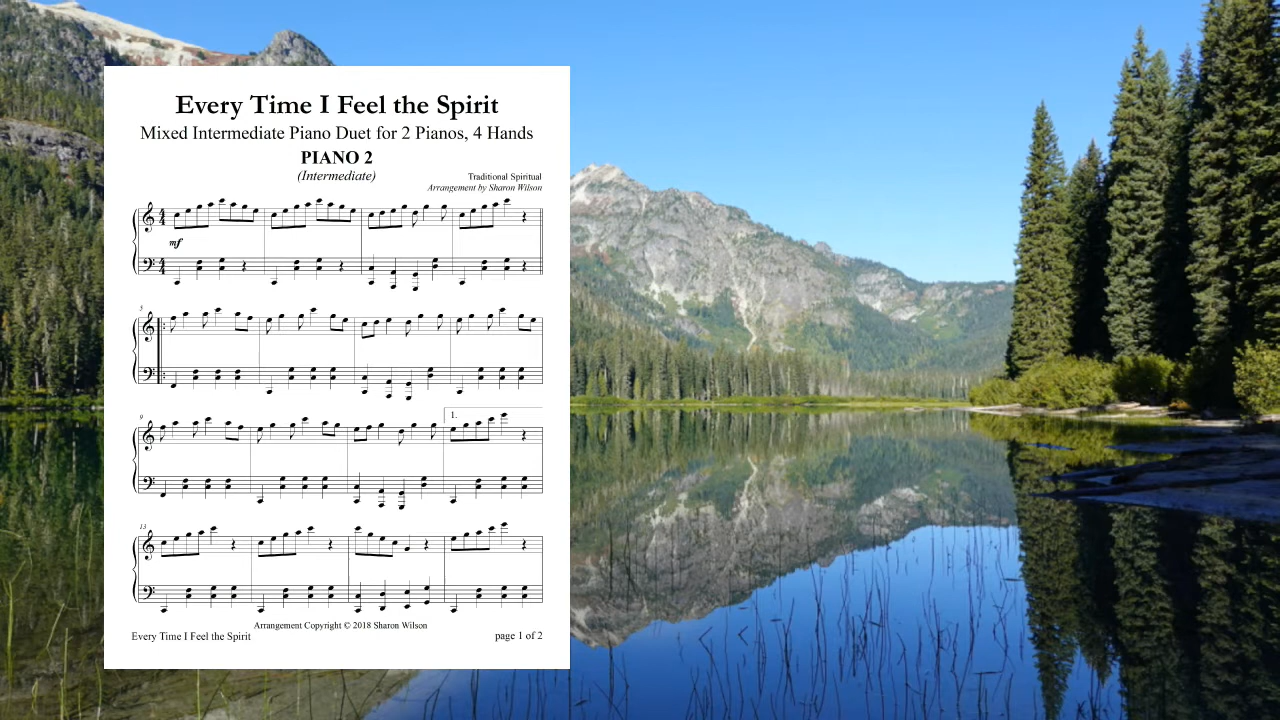 Every Time I Feel the Spirit
Mixed Intermediate Piano Duet for 2 Pianos, 4 Hands
PIANO 2
(Intermediate)
Traditional Spiritual
Arrangement by Sharon Wilson
mf
5
9
1.
13
Arrangement Copyright © 2018 Sharon Wilson
Every Time I Feel the Spirit
page 1 of 2